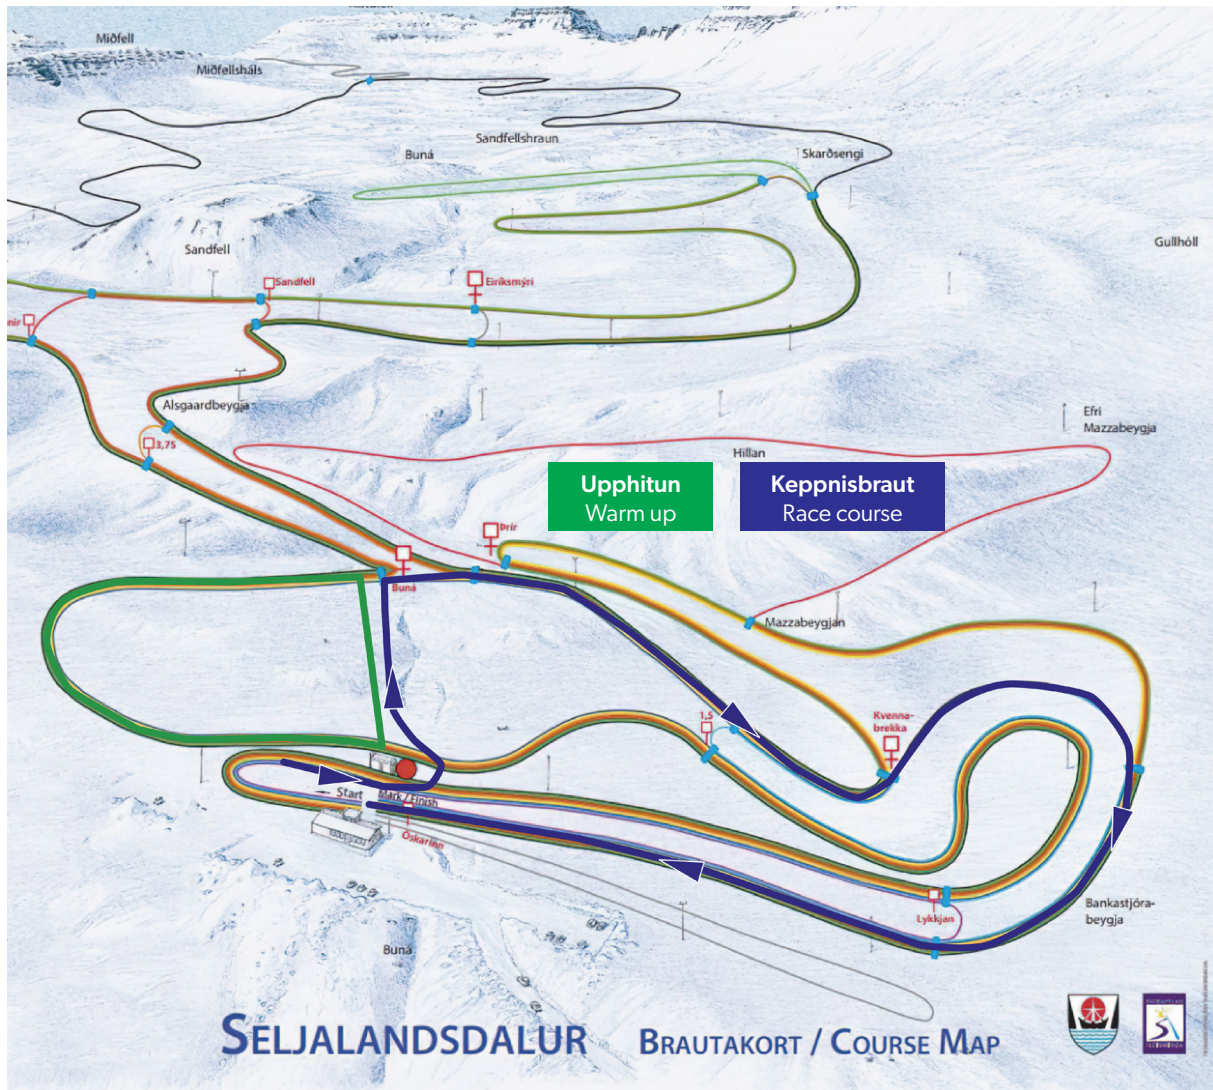 Miðfell
Miðfellsháls
Sandfellshraun
Buná
Skarðsengi
Sandfell
Gullhóll
Sandfell
Eiríksmýri
Alsgaardbeygja
3,75
Efri
Mazzabeygja
Hillan
Upphitun
Warm up
Keppnisbraut
Race course
Þrír
Buná
Mazzabeygjan
1,5
Kvenna-
brekka
Start
Mark/Finish
Óskarinn
Lykkjan
Bankastjóra-
beygja
Buná
SELJALANDSDALUR
BRAUTAKORT / COURSE MAP